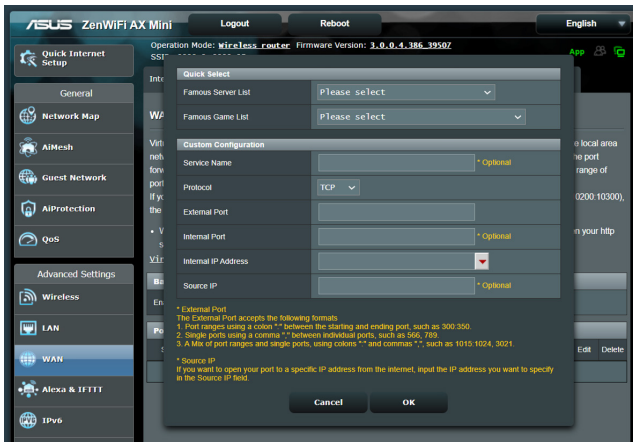 ASUS ZenWiFi AX Mini Logout Reboot English
Quick Internet Setup
Operation Mode: Wireless router Firmware Version: 3.0.0.4.386_39507
App
General
Network Map
AiMesh
Guest Network
AiProtection
QoS
Advanced Settings
Wireless
LAN
WAN
Alexa & IFTTT
IPv6
Quick Select
Famous Server List Please select
Famous Game List Please select
Custom Configuration
Service Name * Optional
Protocol TCP
External Port
Internal Port * Optional
Internal IP Address
Source IP * Optional
* External Port
The External Port accepts the following formats
1. Port ranges using a colon ":" between the starting and ending port, such as 300:350.
2. Single ports using a comma "," between individual ports, such as 566, 789.
3. A Mix of port ranges and single ports, using colons ":" and commas ",", such as 1015:1024, 3021.
* Source IP
If you want to open your port to a specific IP address from the internet, input the IP address you want to specify
in the Source IP field.
Cancel OK
local area
range of
0200:10300),
your http
Edit Delete